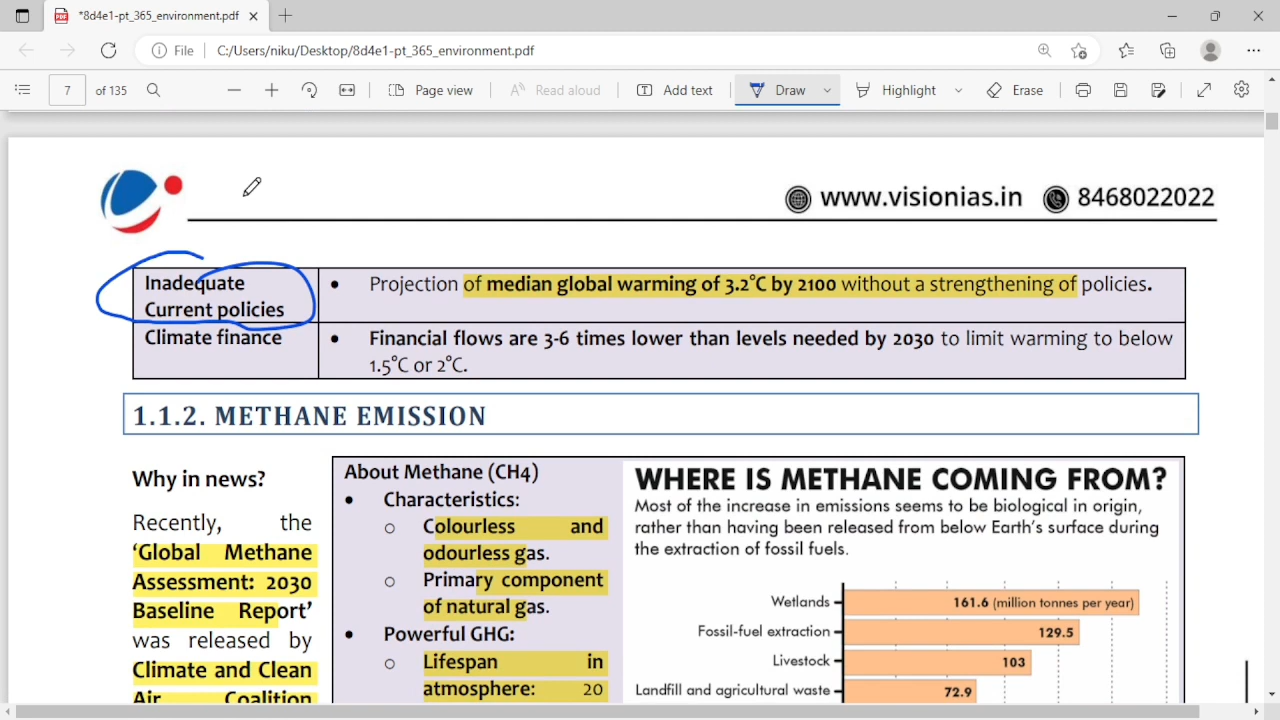 *8d4e1-pt_365_environment.pdf
File C:/Users/niku/Desktop/8d4e1-pt_365_environment.pdf
7 of 135 Page view Read aloud Add text Draw Highlight Erase
www.visionias.in 8468022022
Inadequate
Current policies
• Projection of median global warming of 3.2°C by 2100 without a strengthening of policies.
Climate finance
• Financial flows are 3-6 times lower than levels needed by 2030 to limit warming to below
1.5°C or 2°C.
1.1.2. METHANE EMISSION
Why in news?
Recently, the
‘Global Methane
Assessment: 2030
Baseline Report’
was released by
Climate and Clean
Air Coalition
About Methane (CH4)
• Characteristics:
o Colourless and
odourless gas.
o Primary component
of natural gas.
• Powerful GHG:
o Lifespan in
atmosphere: 20
WHERE IS METHANE COMING FROM?
Most of the increase in emissions seems to be biological in origin,
rather than having been released from below Earth’s surface during
the extraction of fossil fuels.
Wetlands 161.6 (million tonnes per year)
Fossil-fuel extraction 129.5
Livestock 103
Landfill and agricultural waste 72.9